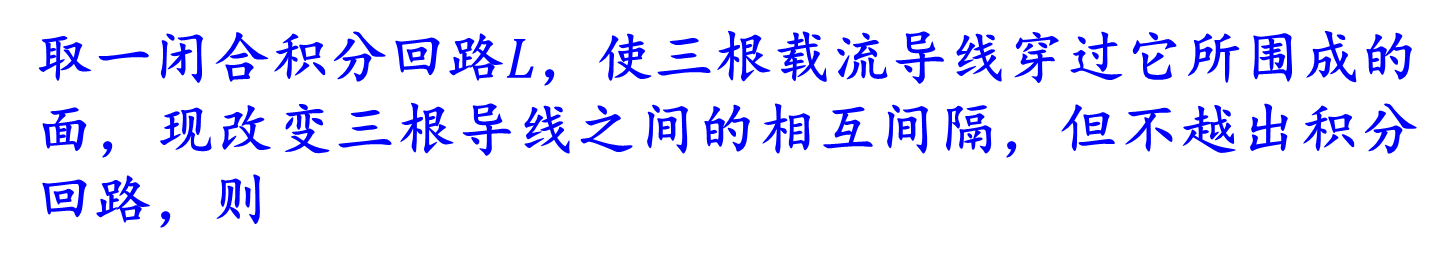 取一闭合积分回路L，使三根载流导线穿过它所围成的
面，现改变三根导线之间的相互间隔，但不越出积分
回路，则